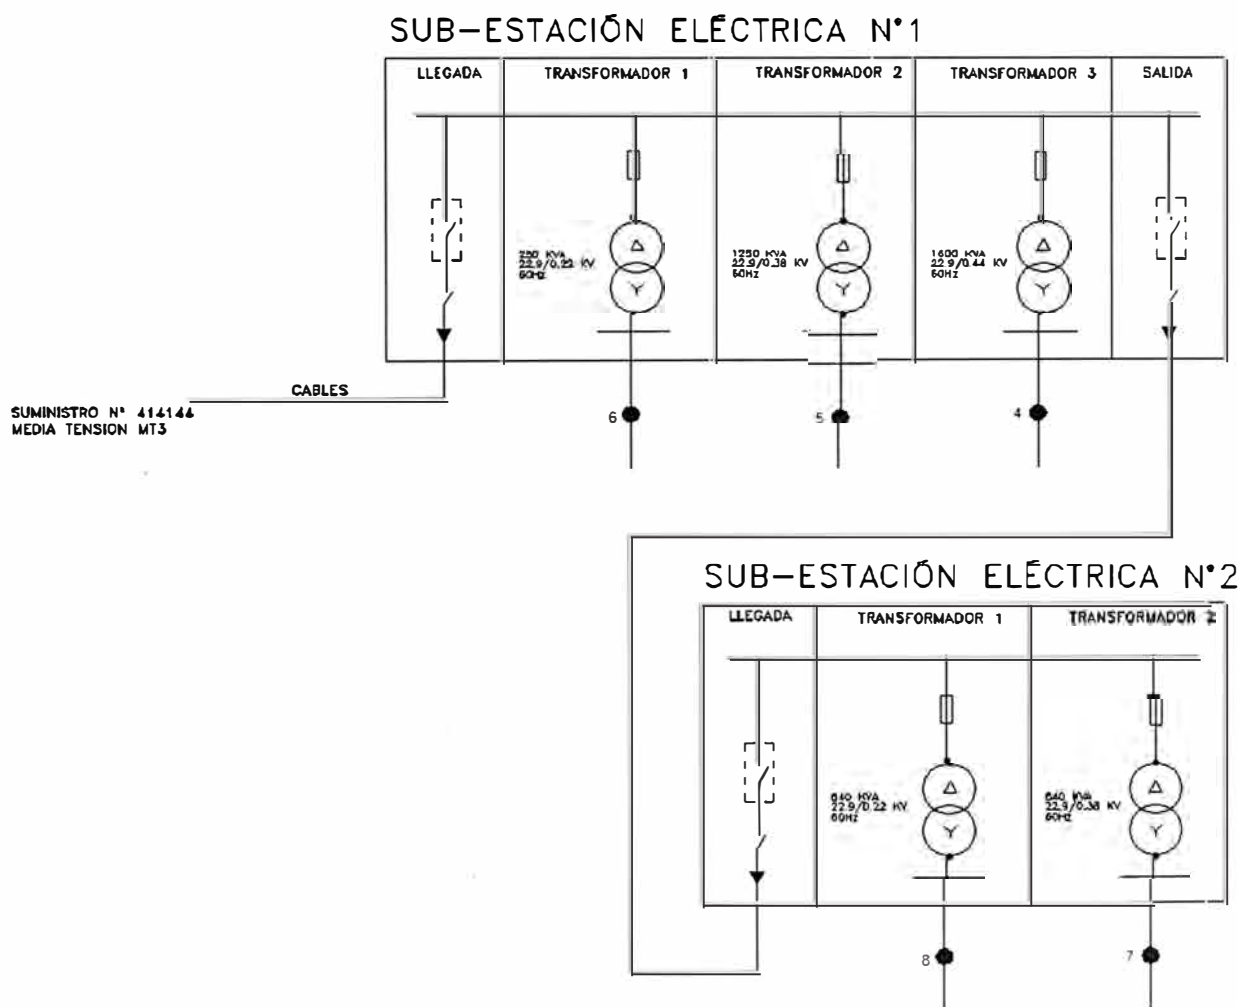 SUB-ESTACIÓN ELÉCTRICA N°1
LLEGADA
TRANSFORMADOR 1
TRANSFORMADOR 2
TRANSFORMADOR 3
SALIDA
250 KVA
22.9/0.22 KV
60Hz
1250 KVA
22.9/0.38 KV
60Hz
1600 KVA
22.9/0.44 KV
60Hz
CABLES
SUMINISTRO N° 414144
MEDIA TENSION MT3
6
5
4
SUB-ESTACIÓN ELÉCTRICA N°2
LLEGADA
TRANSFORMADOR 1
TRANSFORMADOR 2
640 KVA
22.9/0.22 KV
60Hz
640 KVA
22.9/0.38 KV
60Hz
8
7